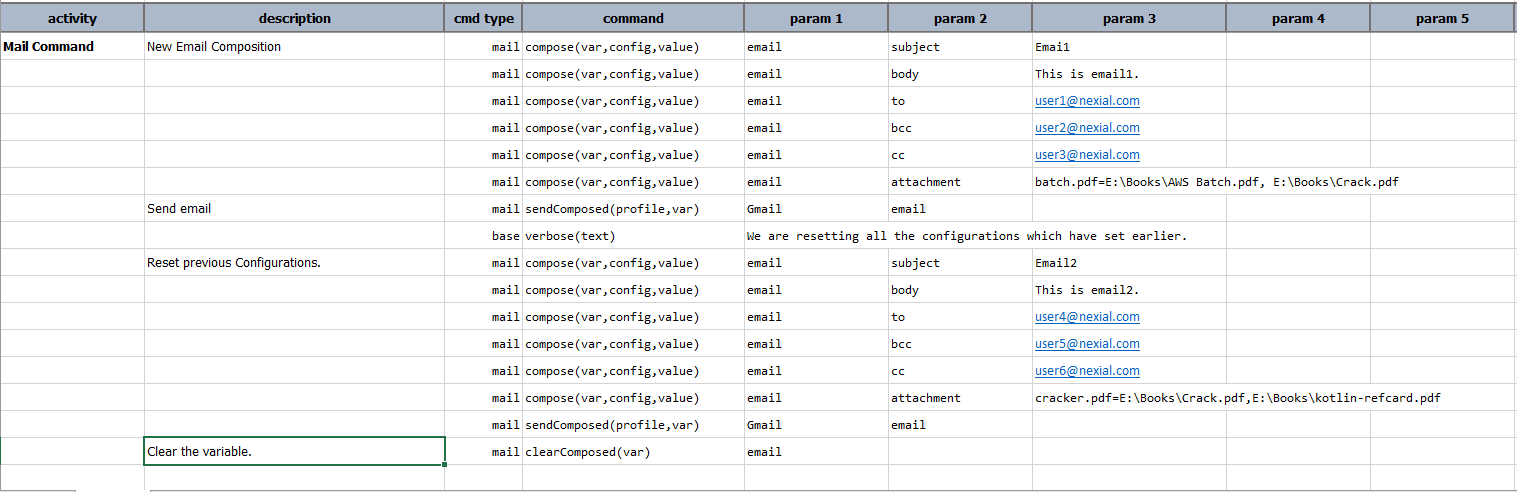 activity description cmd type command param 1 param 2 param 3 param 4 param 5
Mail Command New Email Composition mail compose(var,config,value) email subject Email1
mail compose(var,config,value) email body This is email1.
mail compose(var,config,value) email to user1@nexial.com
mail compose(var,config,value) email bcc user2@nexial.com
mail compose(var,config,value) email cc user3@nexial.com
mail compose(var,config,value) email attachment batch.pdf=E:\Books\AWS Batch.pdf, E:\Books\Crack.pdf
Send email mail sendComposed(profile,var) Gmail email
base verbose(text) We are resetting all the configurations which have set earlier.
Reset previous Configurations. mail compose(var,config,value) email subject Email2
mail compose(var,config,value) email body This is email2.
mail compose(var,config,value) email to user4@nexial.com
mail compose(var,config,value) email bcc user5@nexial.com
mail compose(var,config,value) email cc user6@nexial.com
mail compose(var,config,value) email attachment cracker.pdf=E:\Books\Crack.pdf,E:\Books\kotlin-refcard.pdf
mail sendComposed(profile,var) Gmail email
Clear the variable. mail clearComposed(var) email